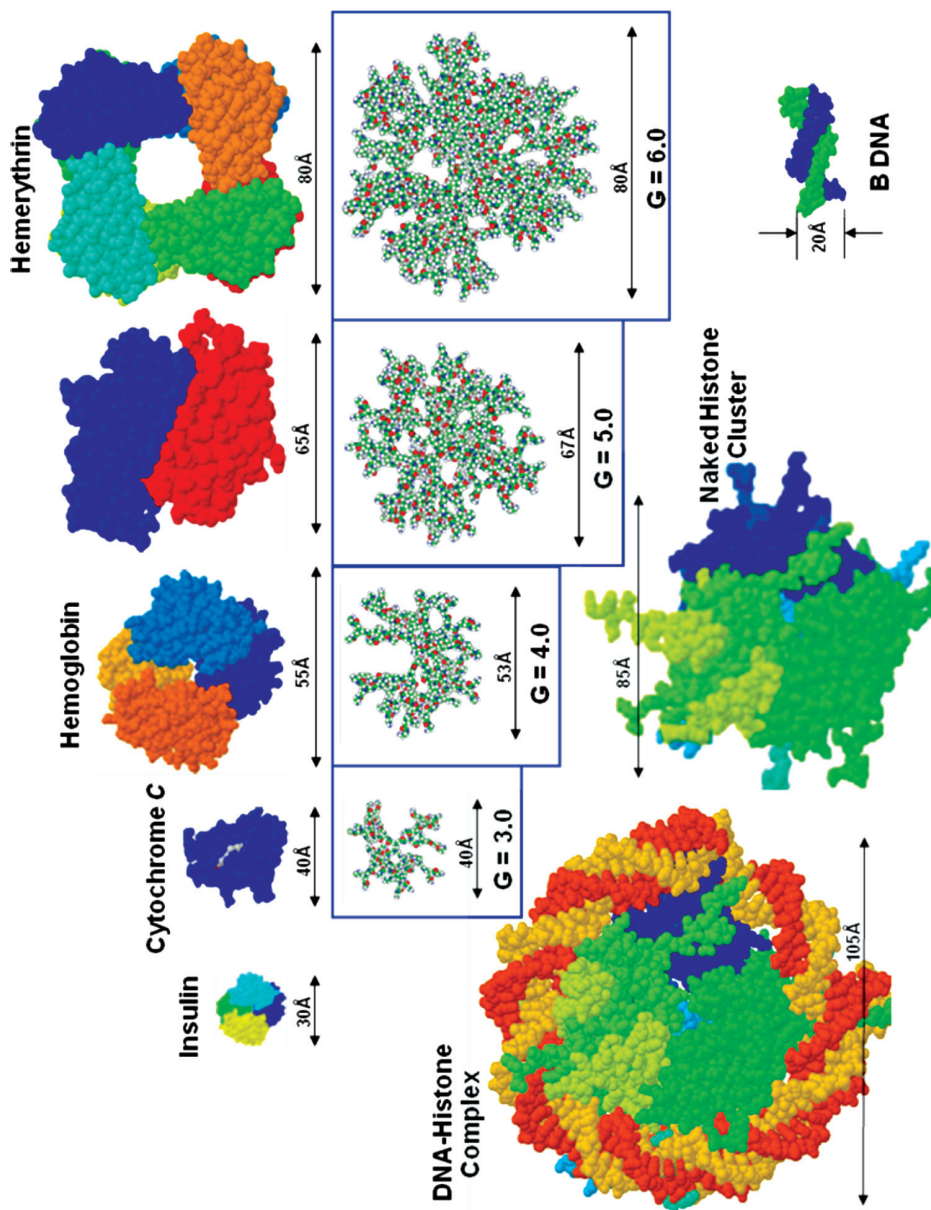 Insulin
30Å
Cytochrome C
40Å
Hemoglobin
55Å
65Å
Hemerythrin
80Å
40Å
G = 3.0
53Å
G = 4.0
67Å
G = 5.0
80Å
G = 6.0
DNA-Histone
Complex
105Å
Naked Histone
Cluster
85Å
B DNA
20Å